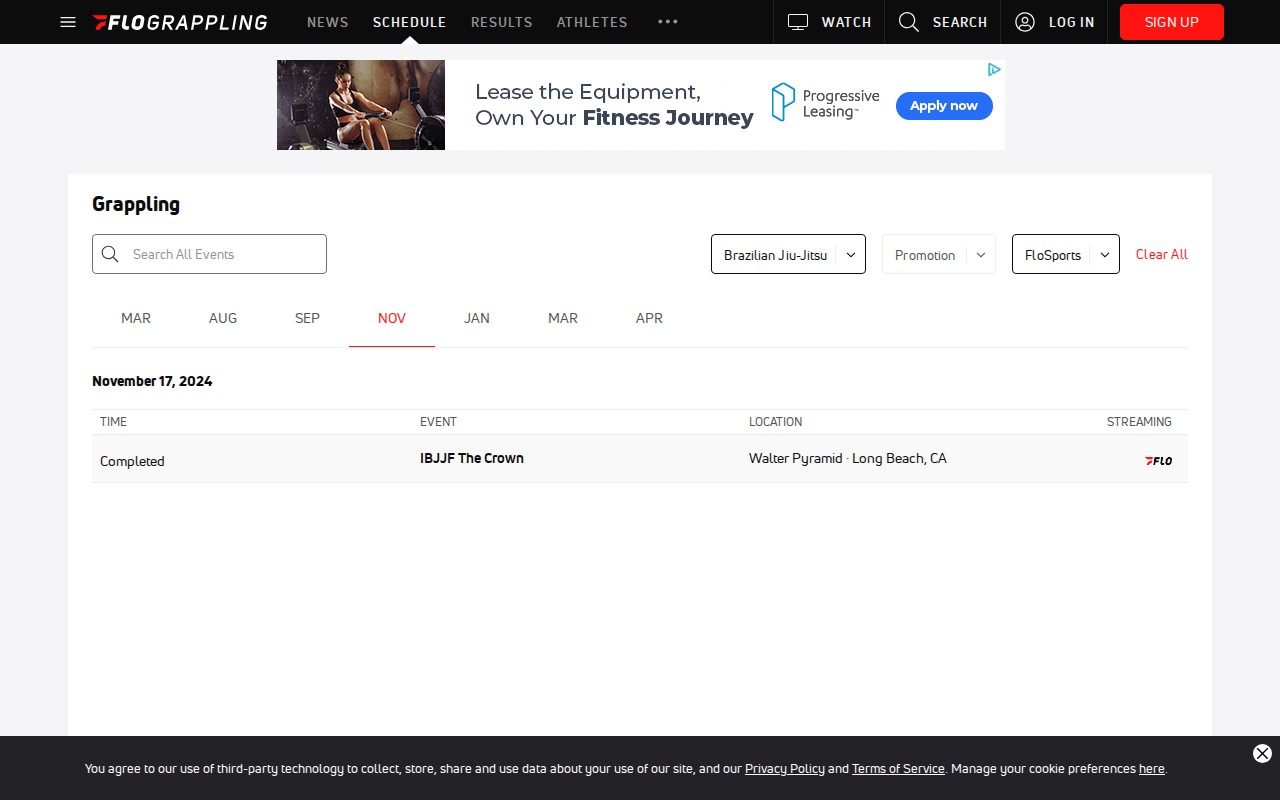 FLOGRAPPLING NEWS SCHEDULE RESULTS ATHLETES WATCH SEARCH LOG IN SIGN UP
Lease the Equipment,
Own Your Fitness Journey
Progressive
Leasing™
Apply now
Grappling
Search All Events Brazilian Jiu-Jitsu Promotion FloSports Clear All
MAR AUG SEP NOV JAN MAR APR
November 17, 2024
TIME EVENT LOCATION STREAMING
Completed IBJJF The Crown Walter Pyramid · Long Beach, CA FLO
You agree to our use of third-party technology to collect, store, share and use data about your use of our site, and our Privacy Policy and Terms of Service. Manage your cookie preferences here.